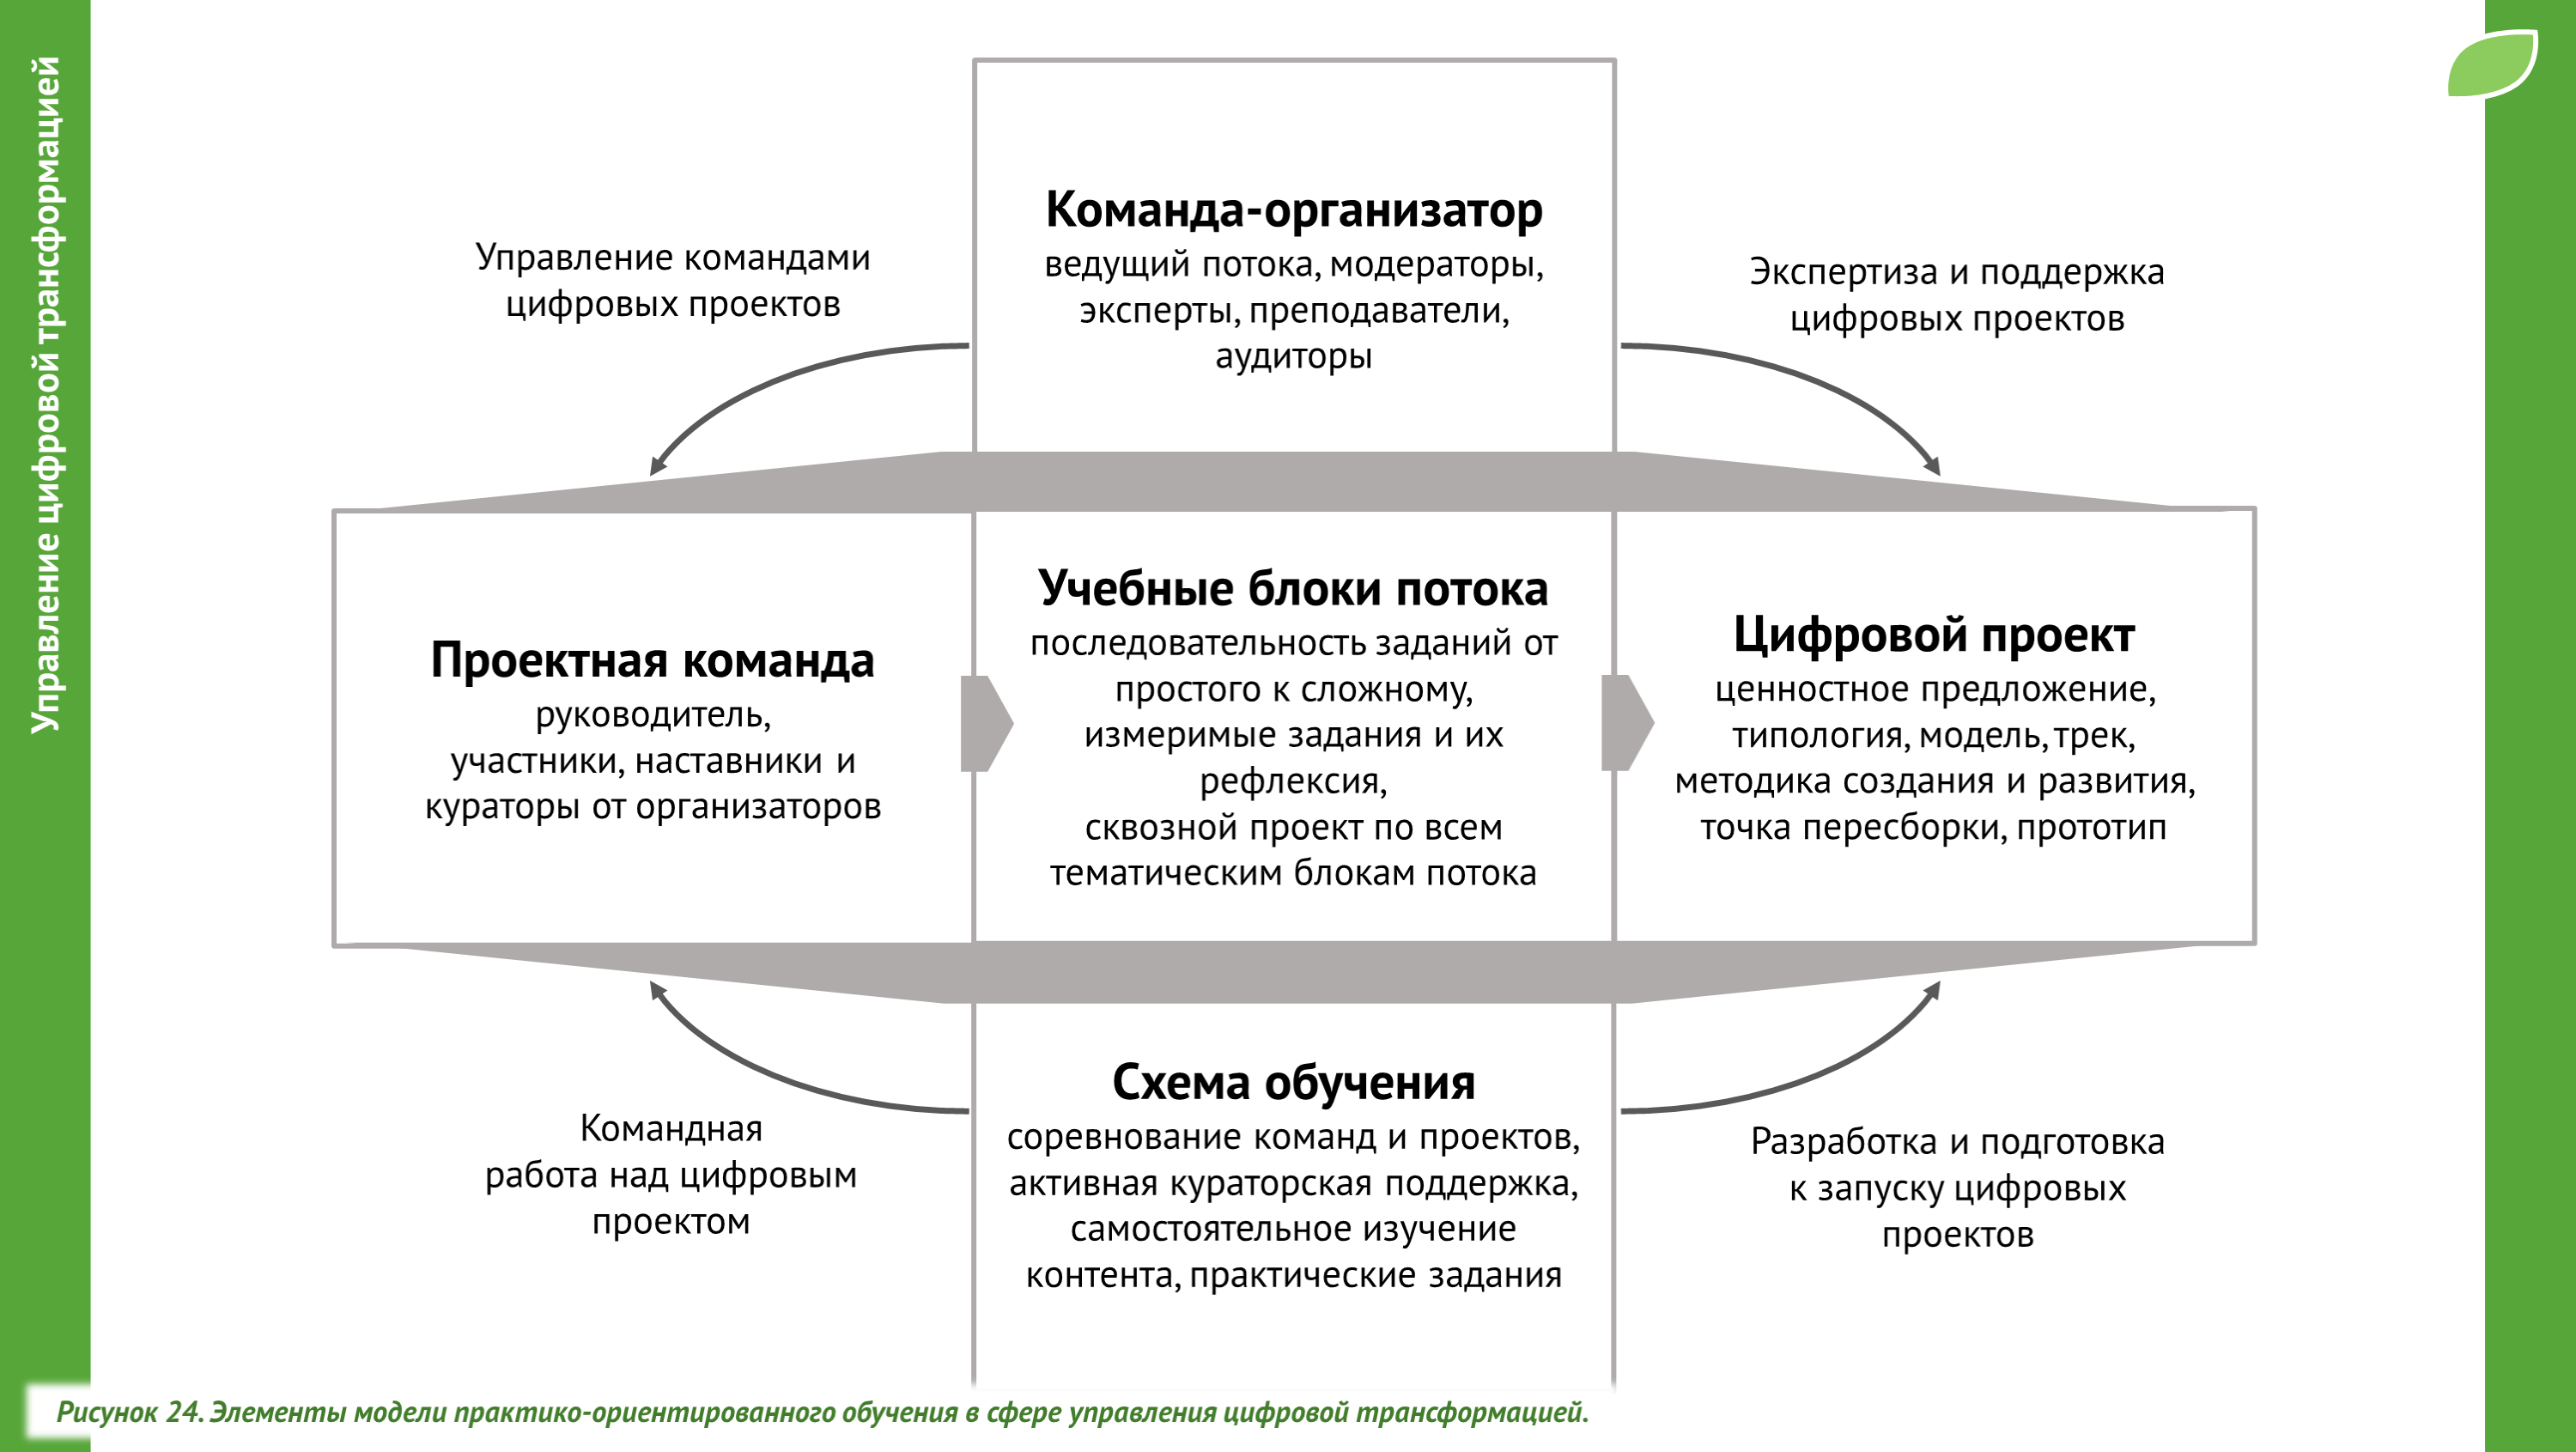 Управление цифровой трансформацией
Команда-организатор
ведущий потока, модераторы,
эксперты, преподаватели,
аудиторы
Управление командами
цифровых проектов
Экспертиза и поддержка
цифровых проектов
Проектная команда
руководитель,
участники, наставники и
кураторы от организаторов
Учебные блоки потока
последовательность заданий от
простого к сложному,
измеримые задания и их
рефлексия,
сквозной проект по всем
тематическим блокам потока
Цифровой проект
ценностное предложение,
типология, модель, трек,
методика создания и развития,
точка пересборки, прототип
Схема обучения
соревнование команд и проектов,
активная кураторская поддержка,
самостоятельное изучение
контента, практические задания
Командная
работа над цифровым
проектом
Разработка и подготовка
к запуску цифровых
проектов
Рисунок 24. Элементы модели практико-ориентированного обучения в сфере управления цифровой трансформацией.